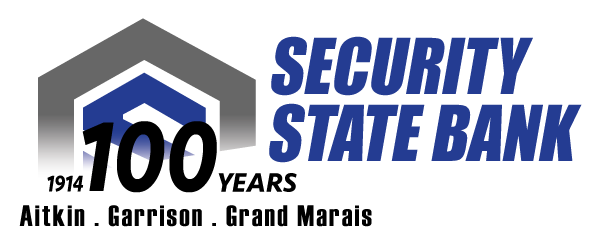 SECURITY
STATE BANK
1914 100 YEARS
Aitkin . Garrison . Grand Marais